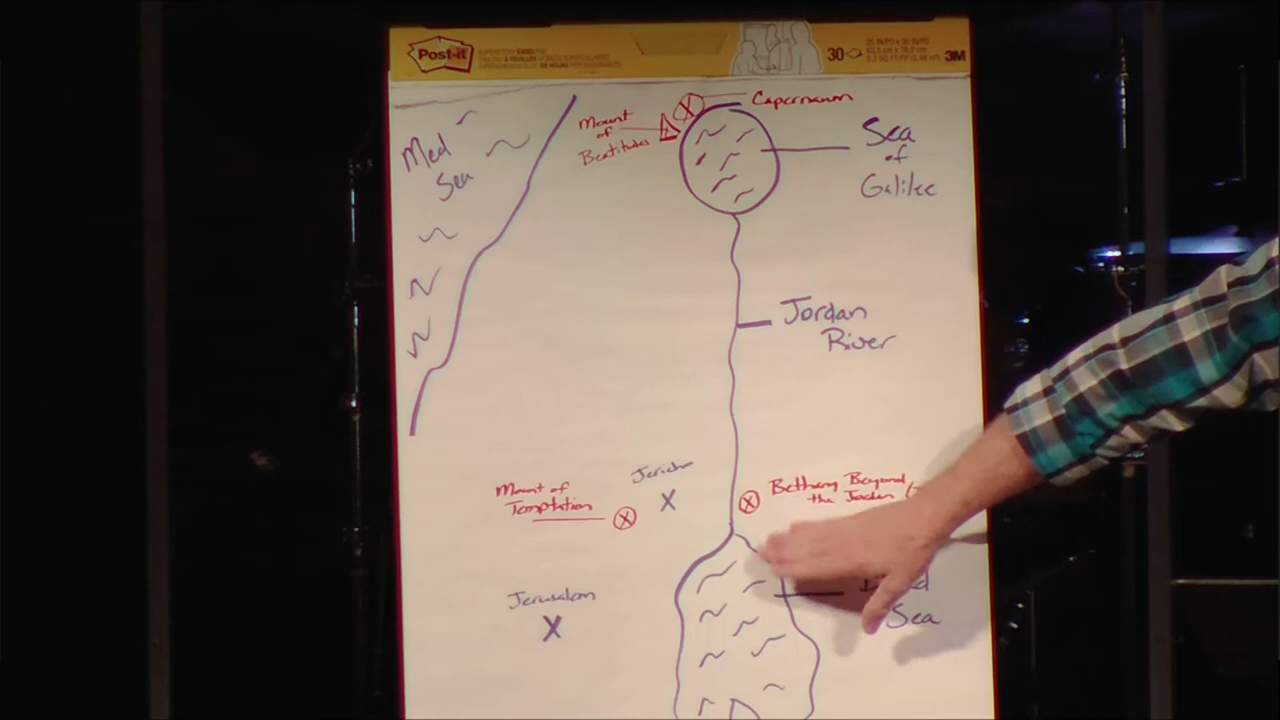 Post-it
30
3M
Med
Sea
Mount
of
Beatitudes
Capernaum
Sea
of
Galilee
Jordan
River
Jericho
Mount of
Temptation
Bethany Beyond
the Jordan
Jerusalem
Sea